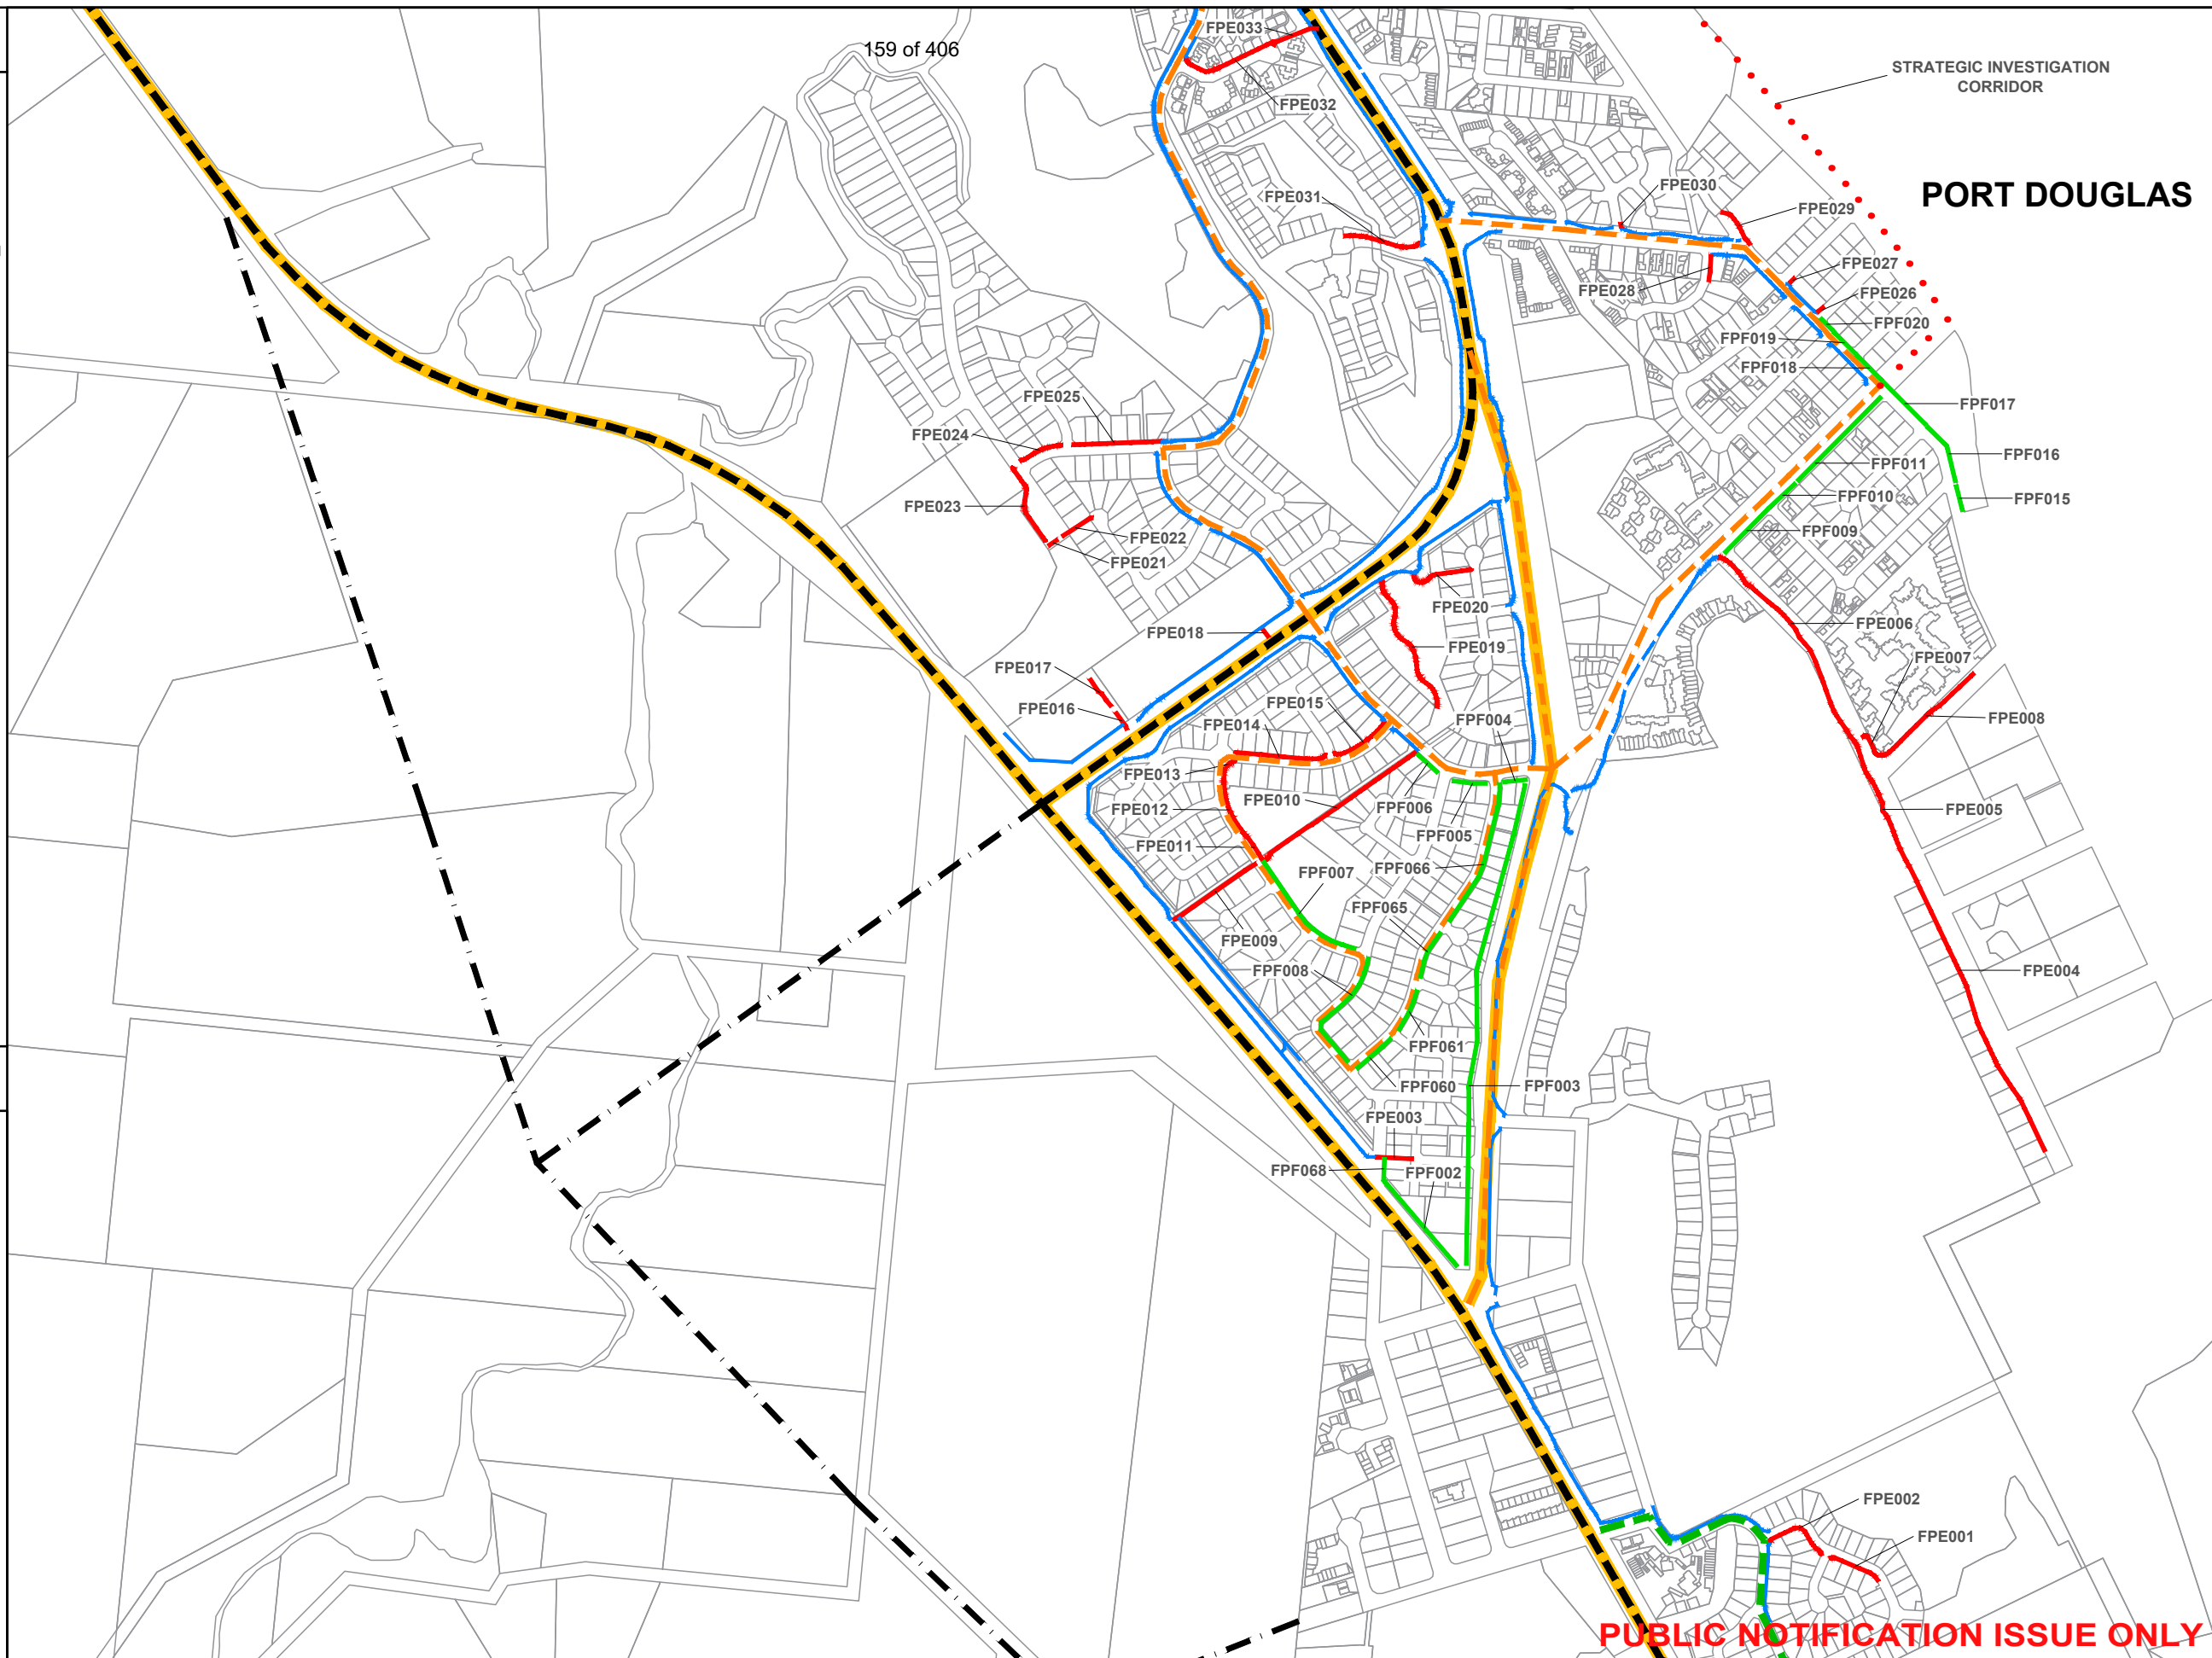 159 of 406
FPE033
STRATEGIC INVESTIGATION
CORRIDOR
FPE032
PORT DOUGLAS
FPE030
FPE031
FPE029
FPE027
FPE028
FPE026
FPF020
FPF019
FPF018
FPE025
FPF017
FPE024
FPF016
FPF011
FPF010
FPF015
FPE023
FPF009
FPE022
FPE021
FPE020
FPE006
FPE018
FPE019
FPE007
FPE017
FPE015
FPE016
FPF004
FPE008
FPE014
FPE013
FPE010
FPF006
FPE012
FPE005
FPF005
FPE011
FPF007
FPF066
FPF065
FPE009
FPF008
FPE004
FPF061
FPF060
FPF003
FPE003
FPF068
FPF002
FPE002
FPE001
PUBLIC NOTIFICATION ISSUE ONLY